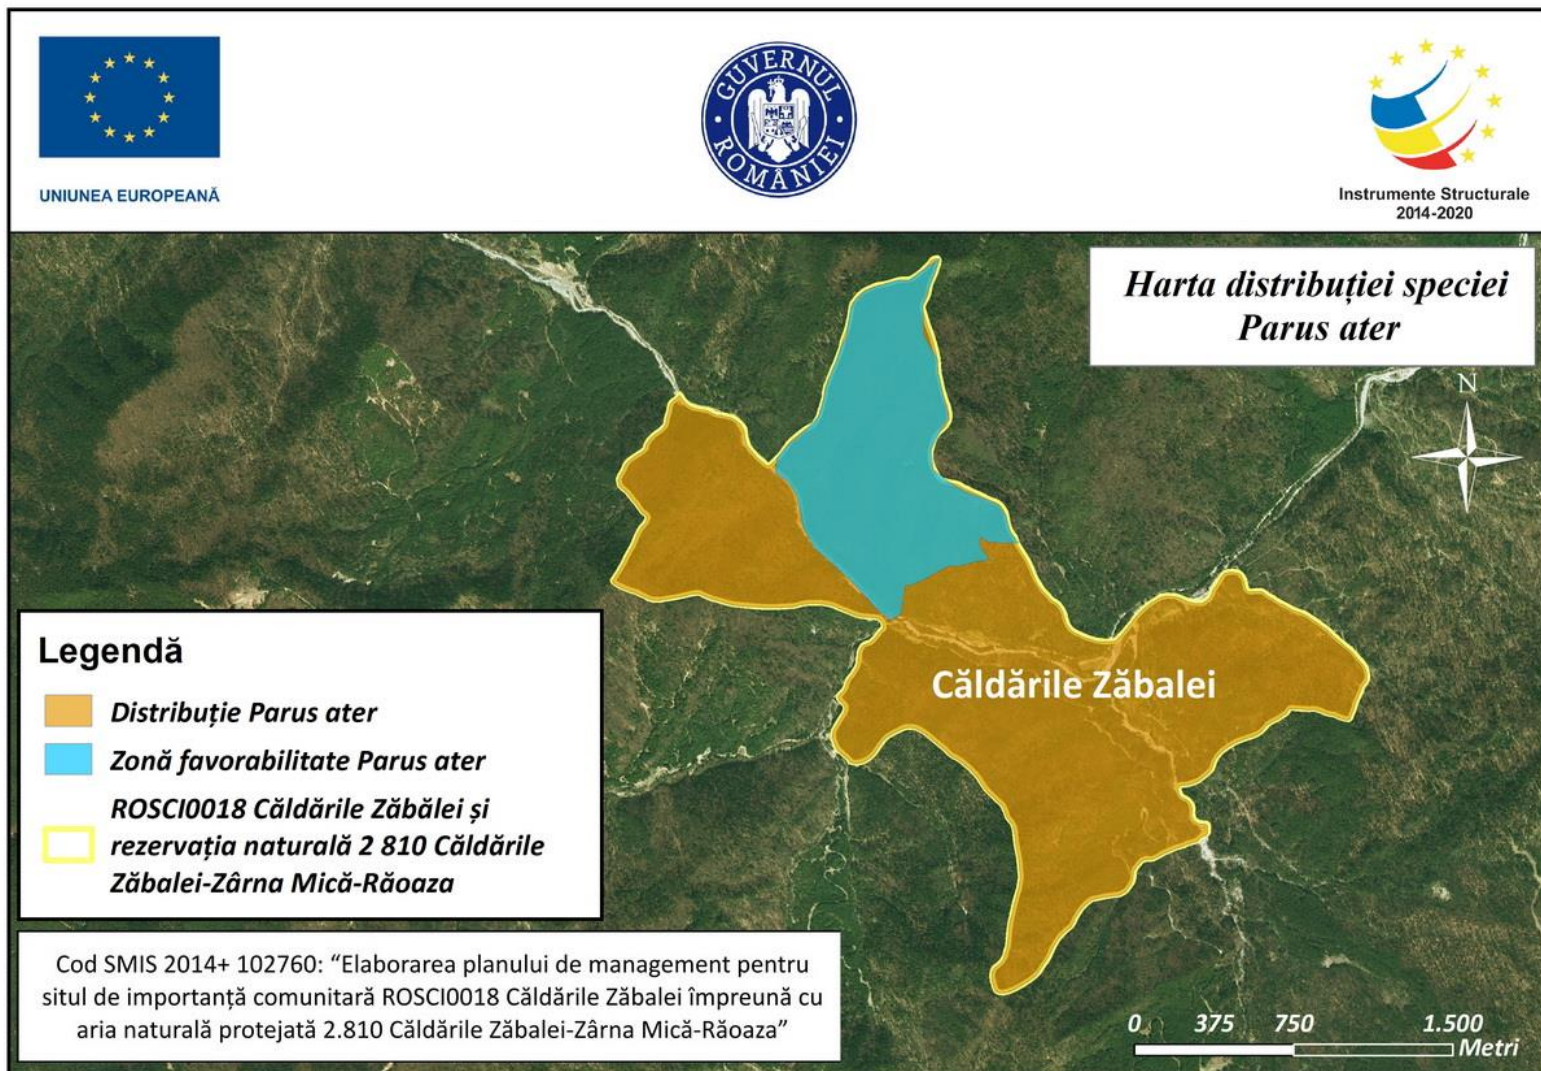 UNIUNEA EUROPEANĂ
GUVERNUL
ROMÂNIEI
Instrumente Structurale
2014-2020
Harta distribuției speciei
Parus ater
N
Căldările Zăbalei
Legendă
Distribuție Parus ater
Zonă favorabilitate Parus ater
ROSCI0018 Căldările Zăbălei și
rezervația naturală 2 810 Căldările
Zăbalei-Zârna Mică-Răoaza
Cod SMIS 2014+ 102760: “Elaborarea planului de management pentru
situl de importanță comunitară ROSCI0018 Căldările Zăbalei împreună cu
aria naturală protejată 2.810 Căldările Zăbalei-Zârna Mică-Răoaza”
0 375 750 1.500
Metri